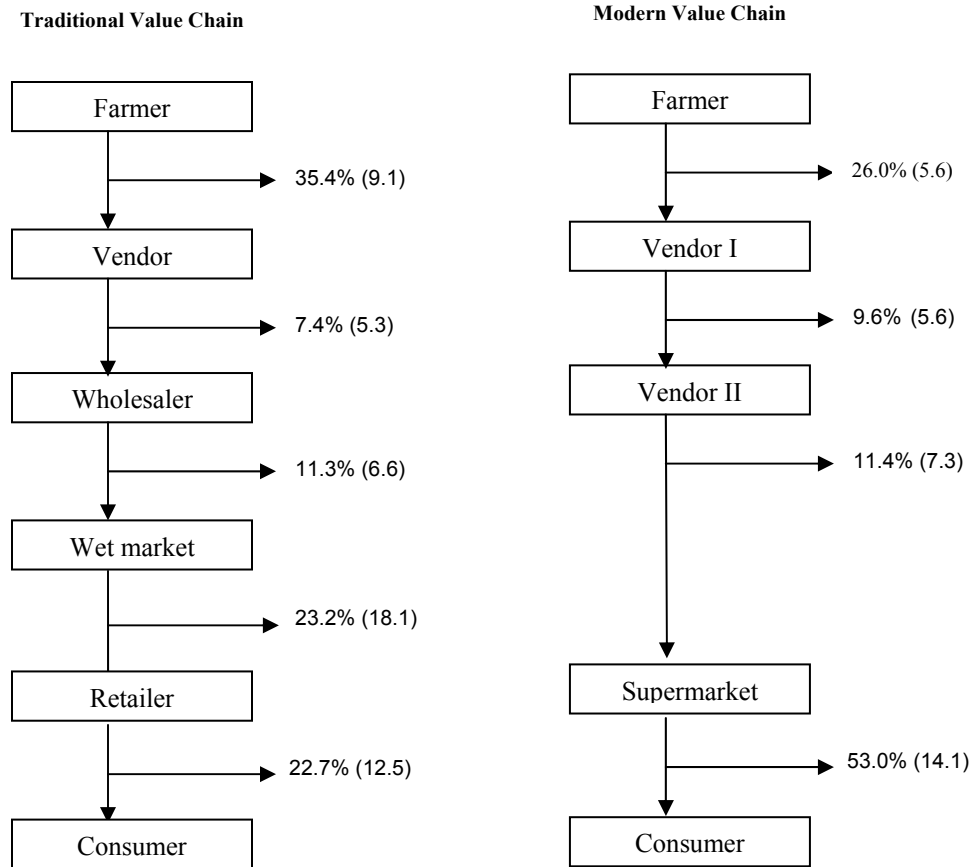 Traditional Value Chain
Farmer
35.4% (9.1)
Vendor
7.4% (5.3)
Wholesaler
11.3% (6.6)
Wet market
23.2% (18.1)
Retailer
22.7% (12.5)
Consumer
Modern Value Chain
Farmer
26.0% (5.6)
Vendor I
9.6% (5.6)
Vendor II
11.4% (7.3)
Supermarket
53.0% (14.1)
Consumer